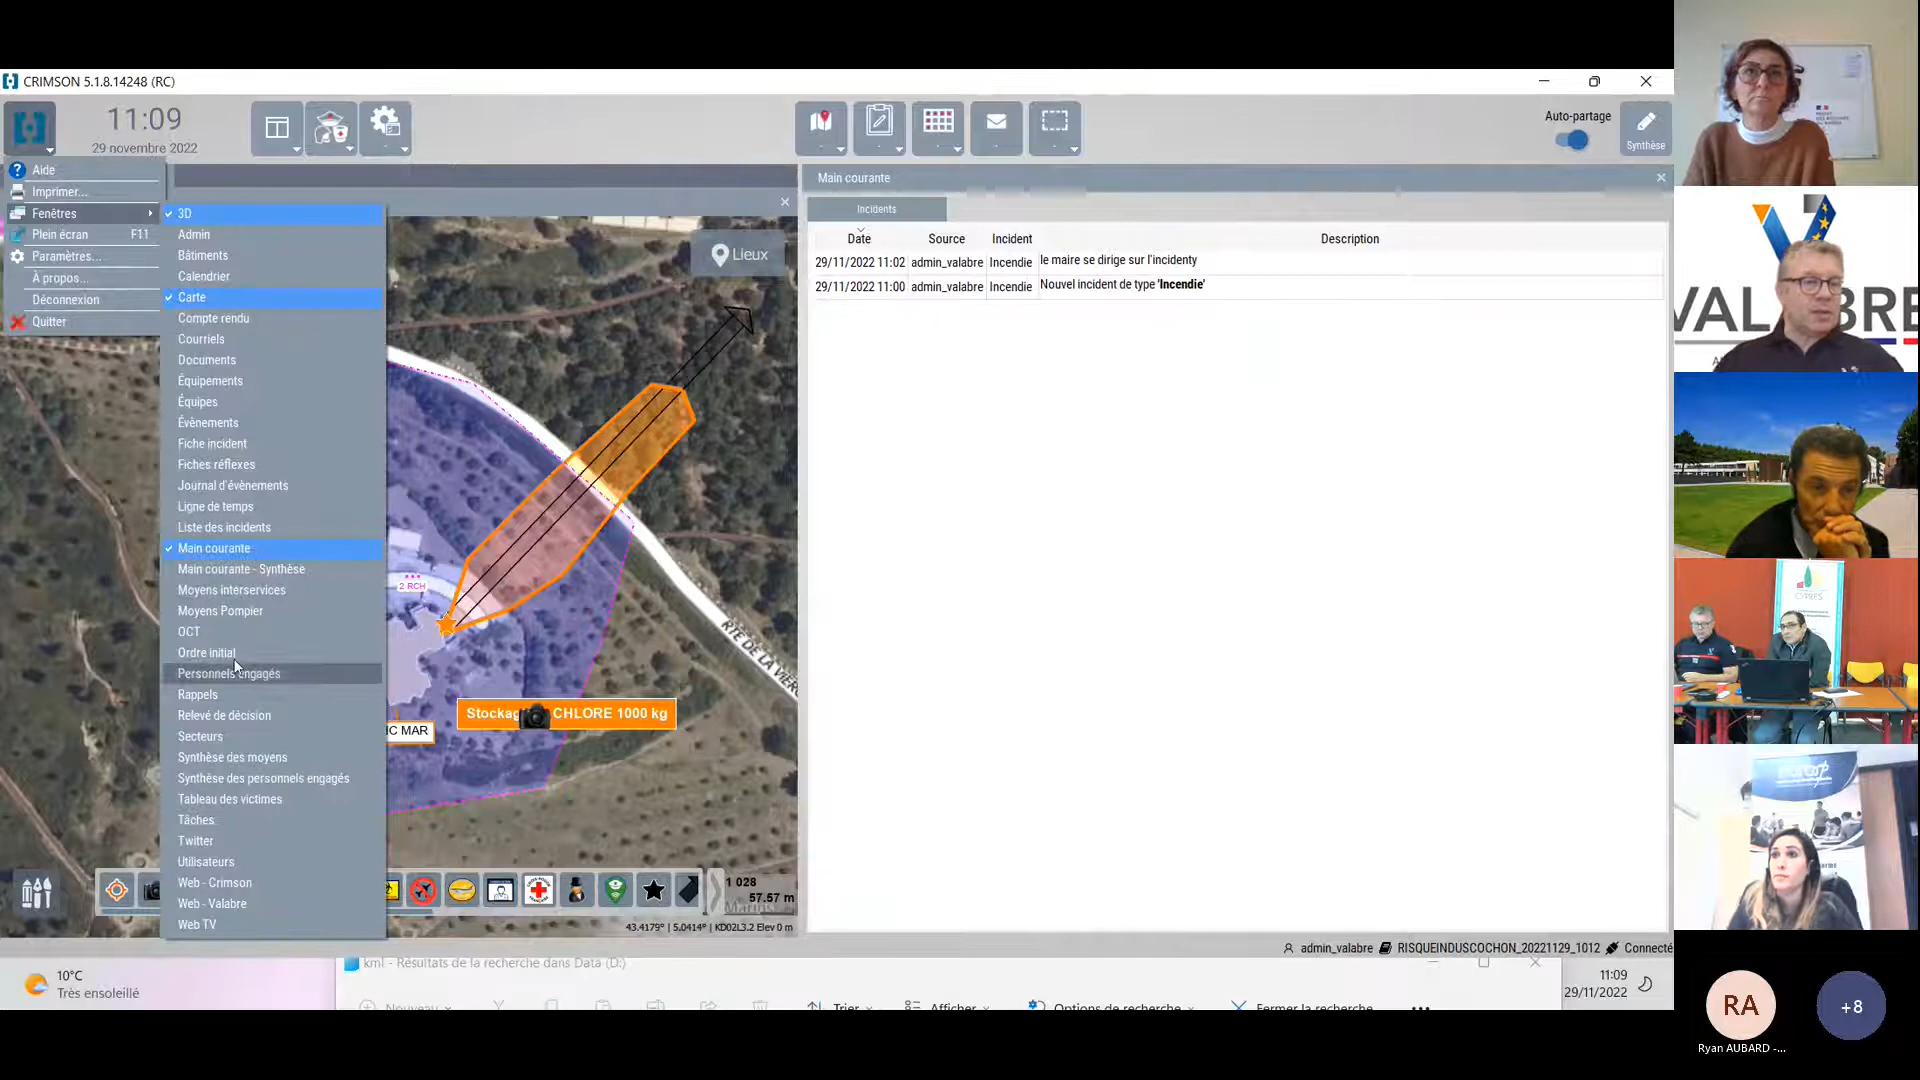 CRIMSON 5.1.8.14248 (RC)
11:09
29 novembre 2022
Auto-partage
Synthèse
Aide
Imprimer...
Fenêtres
Plein écran F11
Paramètres...
À propos...
Déconnexion
Quitter
3D
Admin
Bâtiments
Calendrier
Carte
Compte rendu
Courriels
Documents
Équipements
Équipes
Évènements
Fiche incident
Fiches réflexes
Journal d'évènements
Ligne de temps
Liste des incidents
Main courante
Main courante - Synthèse
Moyens interservices
Moyens Pompier
OCT
Ordre initial
Personnels engagés
Rappels
Relevé de décision
Secteurs
Synthèse des moyens
Synthèse des personnels engagés
Tableau des victimes
Tâches
Twitter
Utilisateurs
Web - Crimson
Web - Valabre
Web TV
Lieux
2 RCH
RTE DE LA
CHLORE 1000 kg
MAR
1 028
57.57 m
43.4179° | 5.0414° | KD02L3.2 Elev 0 m
Main courante
Incidents
Date Source Incident Description
29/11/2022 11:02 admin_valabre Incendie le maire se dirige sur l'incidenty
29/11/2022 11:00 admin_valabre Incendie Nouvel incident de type 'Incendie'
admin_valabre RISQUEINDUSCOCHON_20221129_1012 Connecté
10°C
Très ensoleillé
kml - Résultats de la recherche dans Data (D:)
Nouveau Trier Afficher Options de recherche Fermer la recherche
11:09
29/11/2022
CYPRES
RA
+8
Ryan AUBARD -...